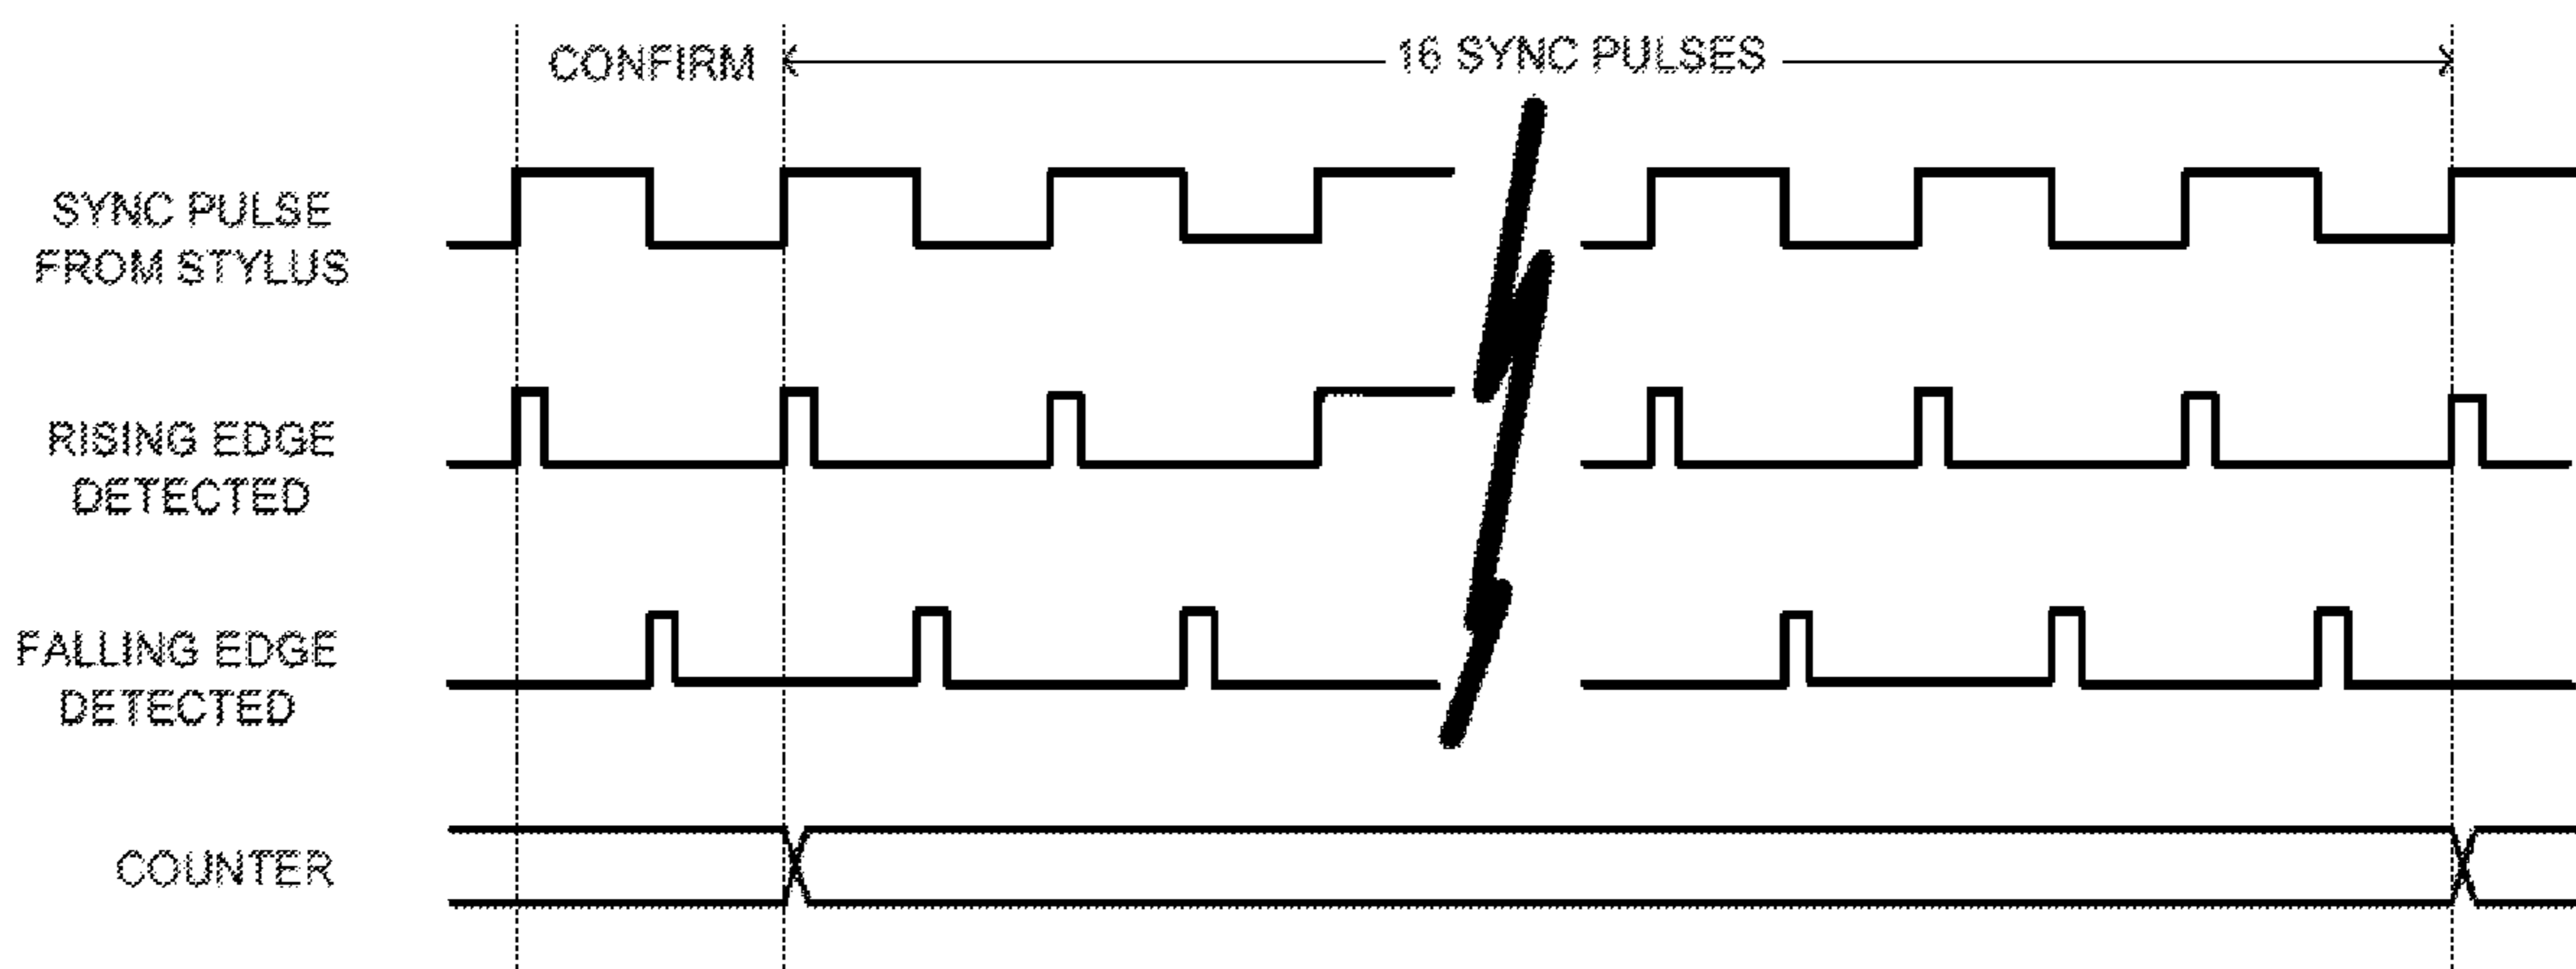 CONFIRM
16 SYNC PULSES
SYNC PULSE
FROM STYLUS
RISING EDGE
DETECTED
FALLING EDGE
DETECTED
COUNTER